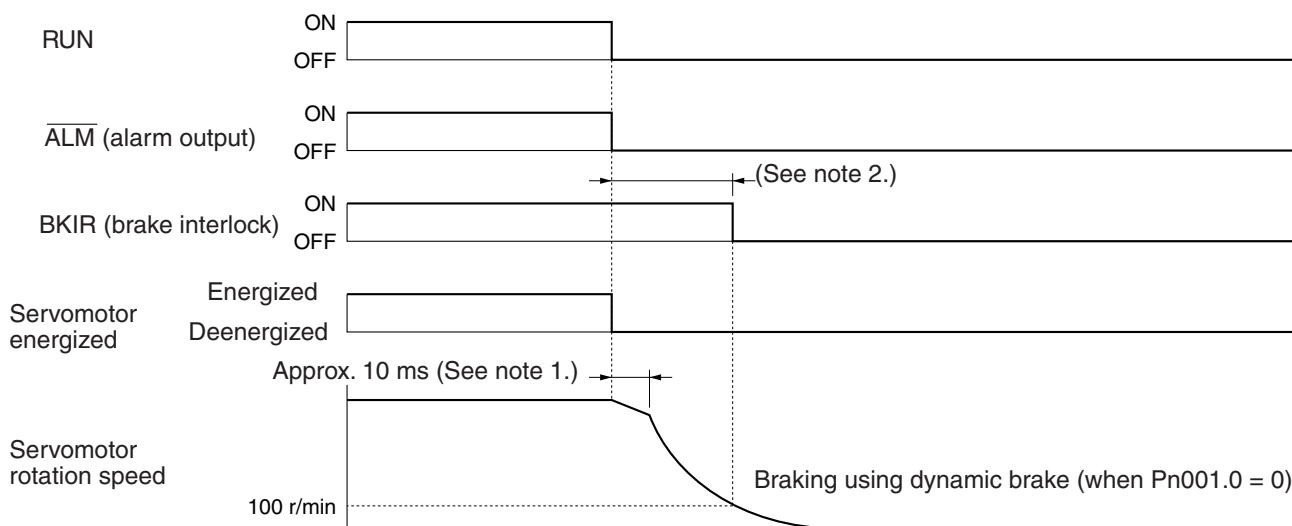 RUN
ON
OFF
ALM (alarm output)
ON
OFF
(See note 2.)
BKIR (brake interlock)
ON
OFF
Servomotor
energized
Energized
Deenergized
Approx. 10 ms (See note 1.)
Servomotor
rotation speed
Braking using dynamic brake (when Pn001.0 = 0)
100 r/min